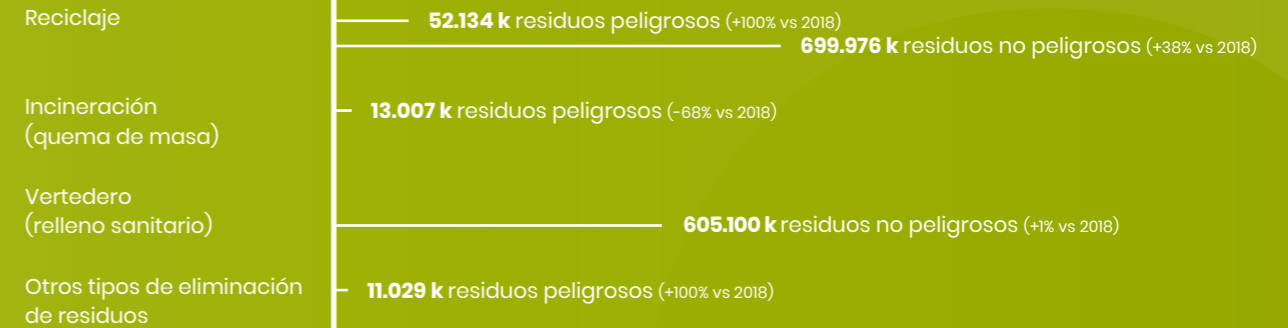 Reciclaje
52.134 k residuos peligrosos (+100% vs 2018)
699.976 k residuos no peligrosos (+38% vs 2018)
Incineración
(quema de masa)
13.007 k residuos peligrosos (-68% vs 2018)
Vertedero
(relleno sanitario)
605.100 k residuos no peligrosos (+1% vs 2018)
Otros tipos de eliminación
de residuos
11.029 k residuos peligrosos (+100% vs 2018)